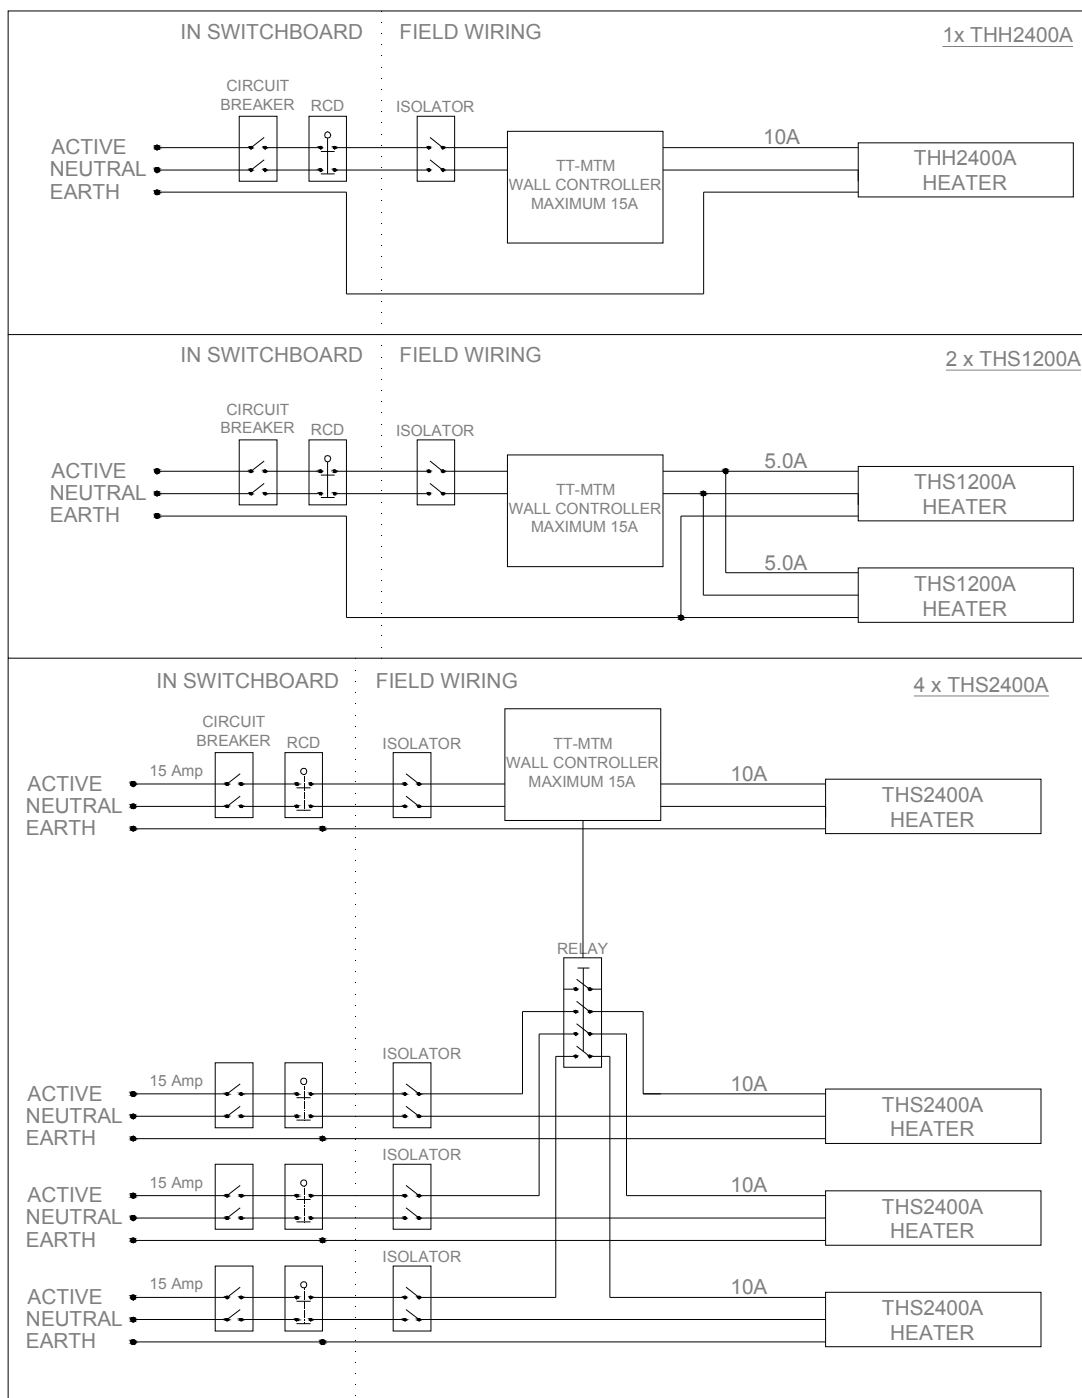 IN SWITCHBOARD FIELD WIRING 1x THH2400A
CIRCUIT
BREAKER RCD ISOLATOR
ACTIVE
NEUTRAL
EARTH
TT-MTM
WALL CONTROLLER
MAXIMUM 15A
10A
THH2400A
HEATER
IN SWITCHBOARD FIELD WIRING 2 x THS1200A
CIRCUIT
BREAKER RCD ISOLATOR
ACTIVE
NEUTRAL
EARTH
TT-MTM
WALL CONTROLLER
MAXIMUM 15A
5.0A
THS1200A
HEATER
5.0A
THS1200A
HEATER
IN SWITCHBOARD FIELD WIRING 4 x THS2400A
CIRCUIT
BREAKER RCD ISOLATOR
15 Amp
ACTIVE
NEUTRAL
EARTH
TT-MTM
WALL CONTROLLER
MAXIMUM 15A
10A
THS2400A
HEATER
RELAY
ISOLATOR
15 Amp
ACTIVE
NEUTRAL
EARTH
10A
THS2400A
HEATER
ISOLATOR
15 Amp
ACTIVE
NEUTRAL
EARTH
10A
THS2400A
HEATER
ISOLATOR
15 Amp
ACTIVE
NEUTRAL
EARTH
10A
THS2400A
HEATER